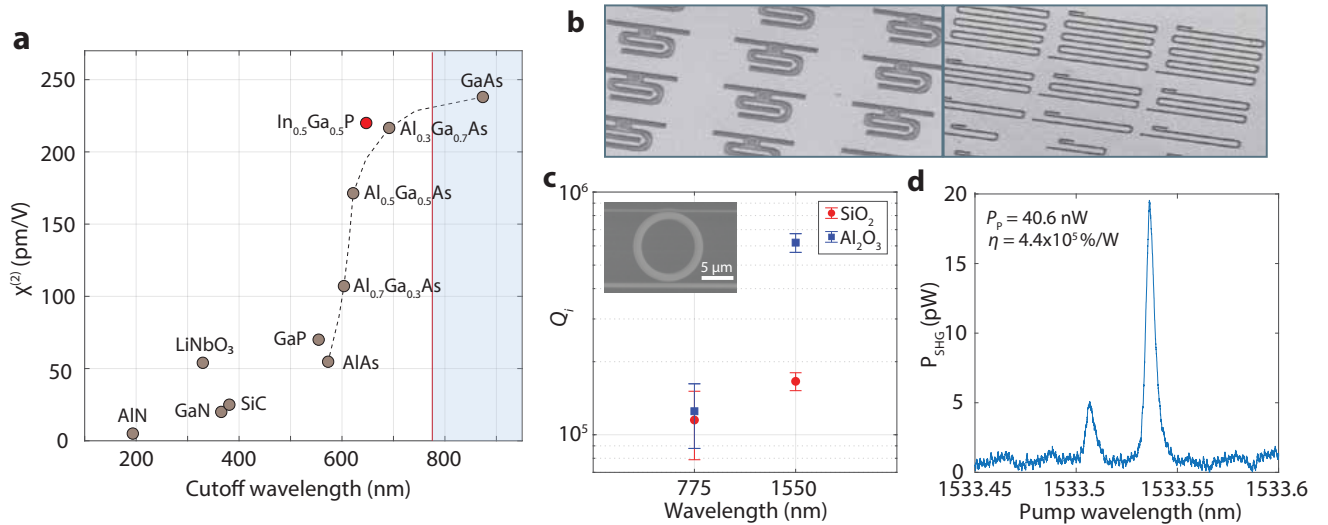 a
χ(2) (pm/V)
250
200
150
100
50
0
200
400
600
800
Cutoff wavelength (nm)
GaAs
In0.5Ga0.5P
Al0.3Ga0.7As
Al0.5Ga0.5As
Al0.7Ga0.3As
GaP
LiNbO3
AlAs
GaN
SiC
AlN
b
c
Qi
10^6
10^5
775
1550
Wavelength (nm)
5 μm
SiO2
Al2O3
d
PSHG (pW)
20
15
10
5
0
PP = 40.6 nW
η = 4.4x10^5 %/W
1533.45
1533.5
1533.55
1533.6
Pump wavelength (nm)